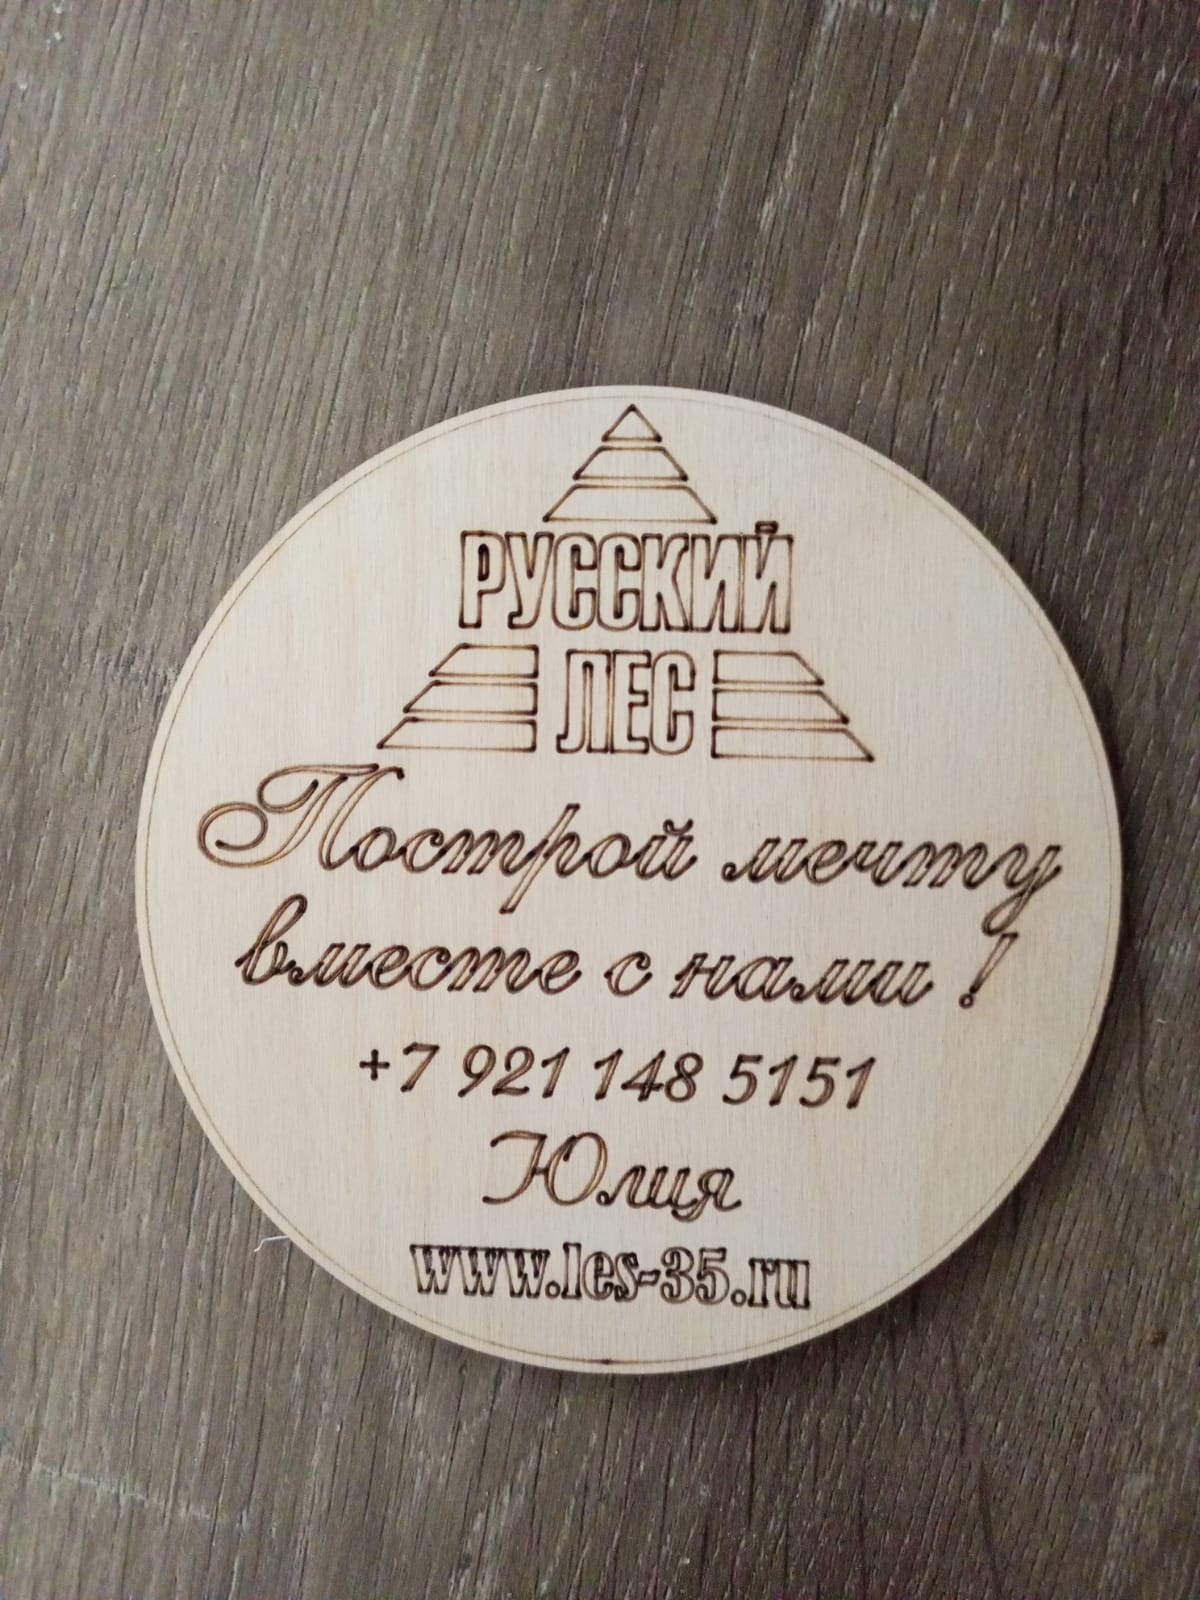 РУССКИЙ
ЛЕС
Построй мечту
вместе с нами !
+7 921 148 5151
Юлия
www.les-35.ru